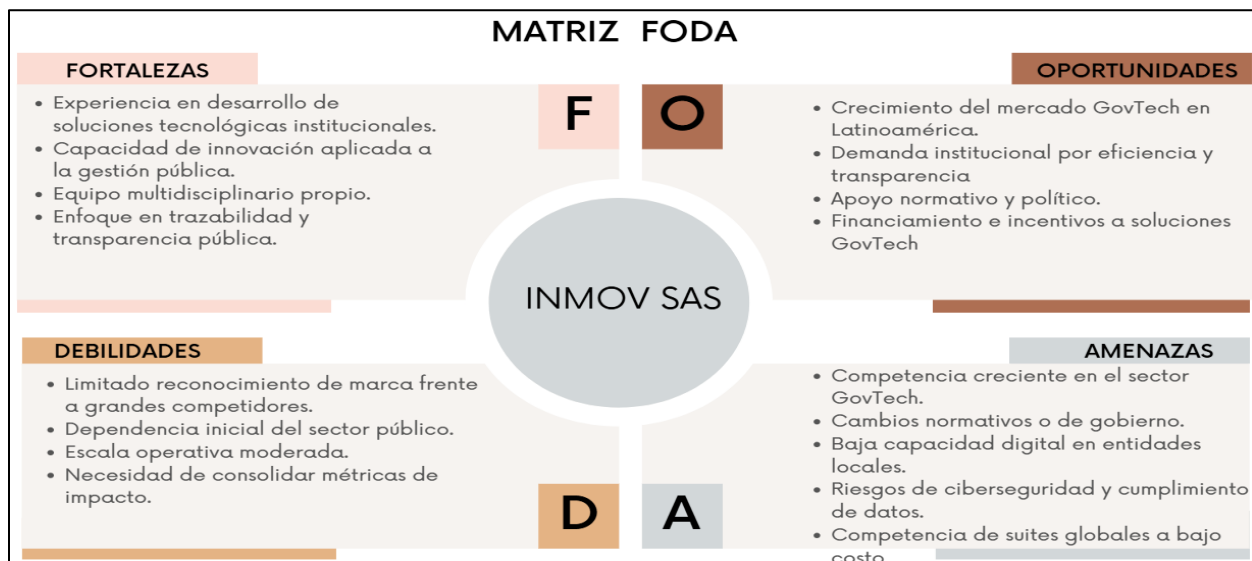 MATRIZ FODA
FORTALEZAS
• Experiencia en desarrollo de
soluciones tecnológicas institucionales.
• Capacidad de innovación aplicada a
la gestión pública.
• Equipo multidisciplinario propio.
• Enfoque en trazabilidad y
transparencia pública.
F
O
OPORTUNIDADES
• Crecimiento del mercado GovTech en
Latinoamérica.
• Demanda institucional por eficiencia y
transparencia
• Apoyo normativo y político.
• Financiamiento e incentivos a soluciones
GovTech
INMOV SAS
DEBILIDADES
• Limitado reconocimiento de marca frente
a grandes competidores.
• Dependencia inicial del sector público.
• Escala operativa moderada.
• Necesidad de consolidar métricas de
impacto.
D
A
AMENAZAS
• Competencia creciente en el sector
GovTech.
• Cambios normativos o de gobierno.
• Baja capacidad digital en entidades
locales.
• Riesgos de ciberseguridad y cumplimiento
de datos.
• Competencia de suites globales a bajo
costo